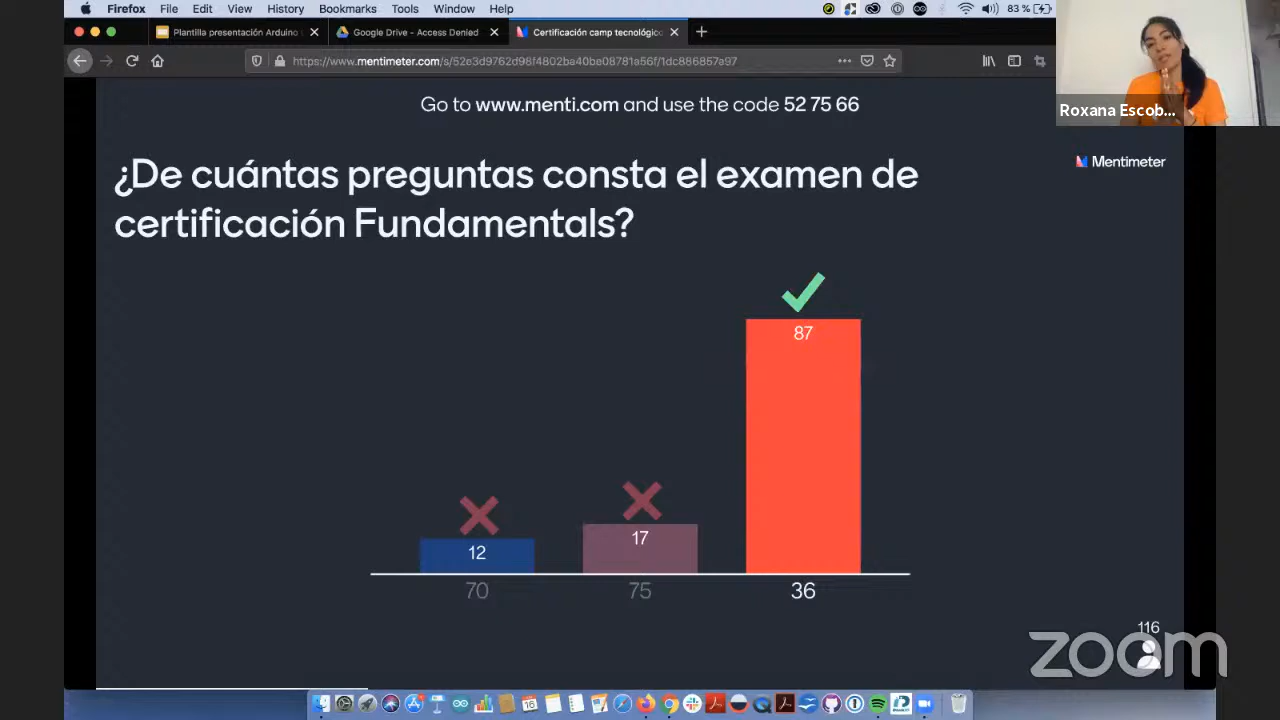 Firefox File Edit View History Bookmarks Tools Window Help
83 %
Plantilla presentación Arduino
Google Drive - Access Denied
Certificación camp tecnológico
https://www.mentimeter.com/s/52e3d9762d98f4802ba40be08781a56f/1dc886857a97
Roxana Escob...
Go to www.menti.com and use the code 52 75 66
Mentimeter
¿De cuántas preguntas consta el examen de
certificación Fundamentals?
87
12
17
70
75
36
116
zoom